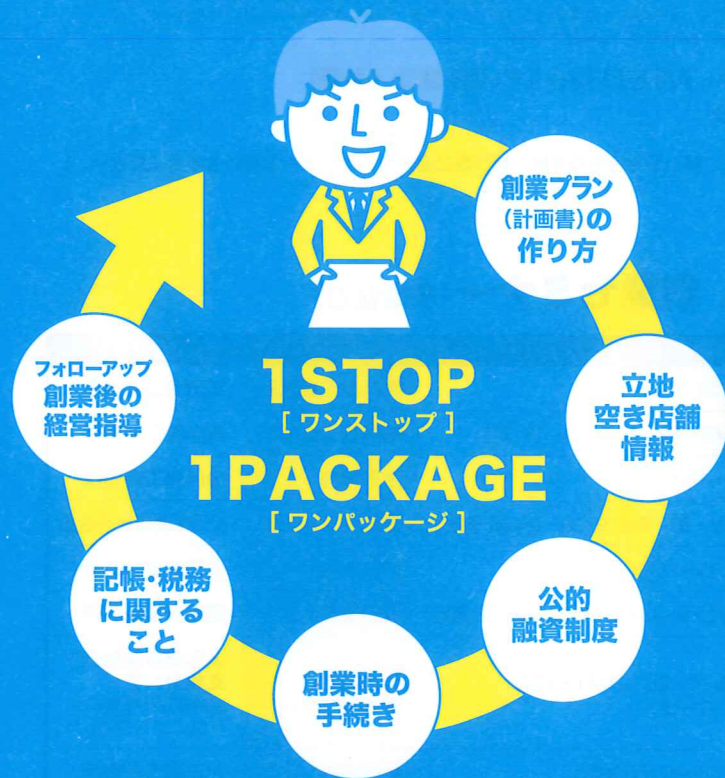 創業プラン
(計画書)の
作り方
立地
空き店舗
情報
公的
融資制度
創業時の
手続き
記帳・税務
に関する
こと
フォローアップ
創業後の
経営指導
1STOP
[ワンストップ]
1PACKAGE
[ワンパッケージ]